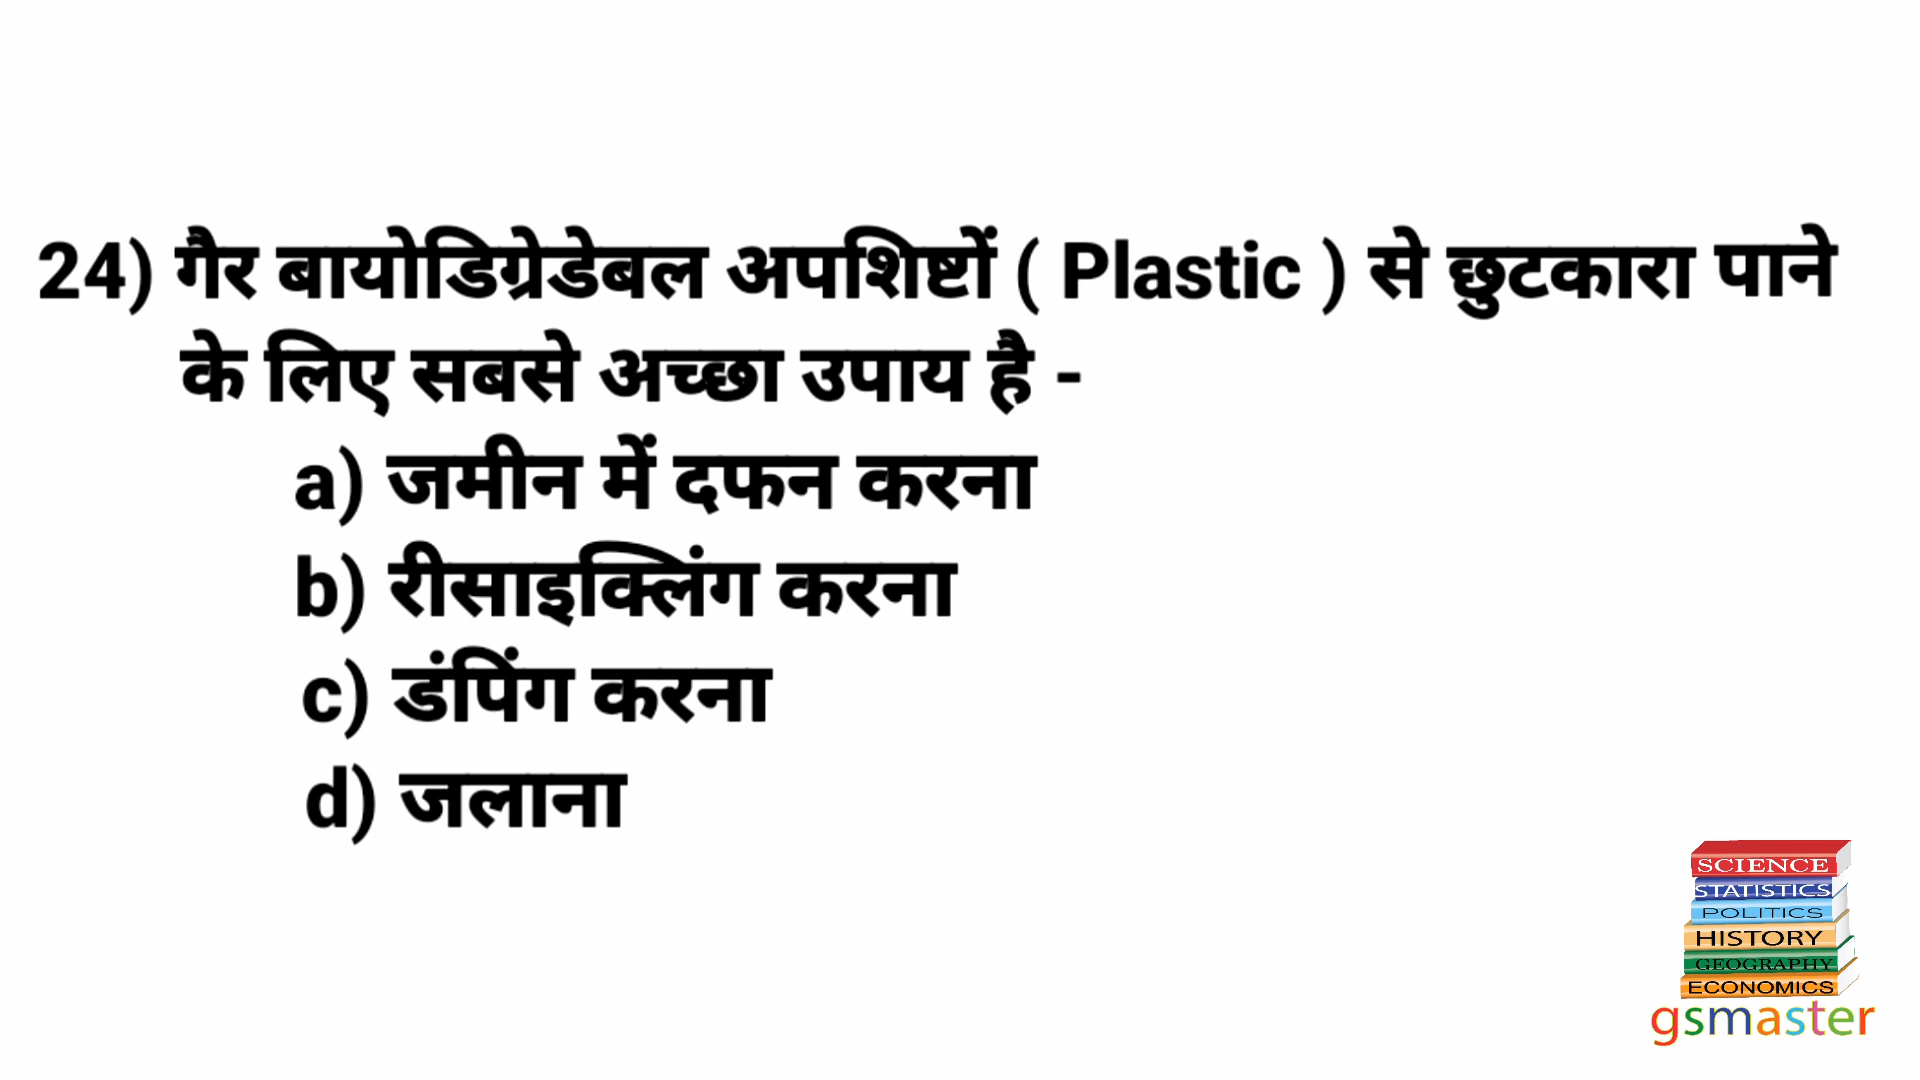 24) गैर बायोडिग्रेडेबल अपशिष्टों ( Plastic ) से छुटकारा पाने
के लिए सबसे अच्छा उपाय है -
a) जमीन में दफन करना
b) रीसाइक्लिंग करना
c) डंपिंग करना
d) जलाना
SCIENCE
STATISTICS
POLITICS
HISTORY
GEOGRAPHY
ECONOMICS
gsmaster